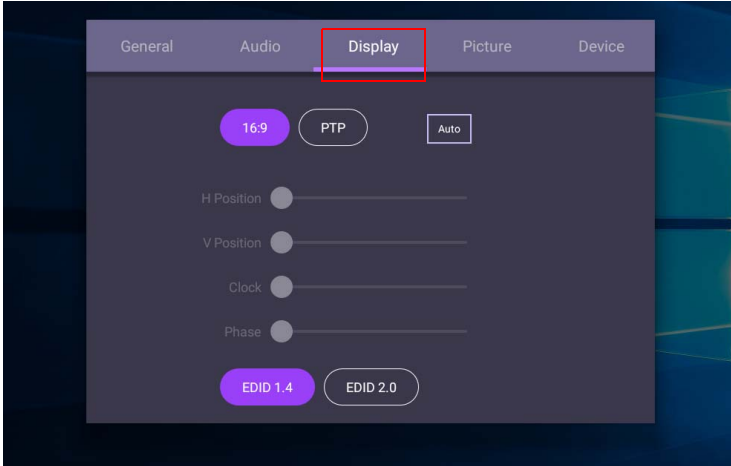 General Audio Display Picture Device
16:9 PTP Auto
H Position
V Position
Clock
Phase
EDID 1.4 EDID 2.0